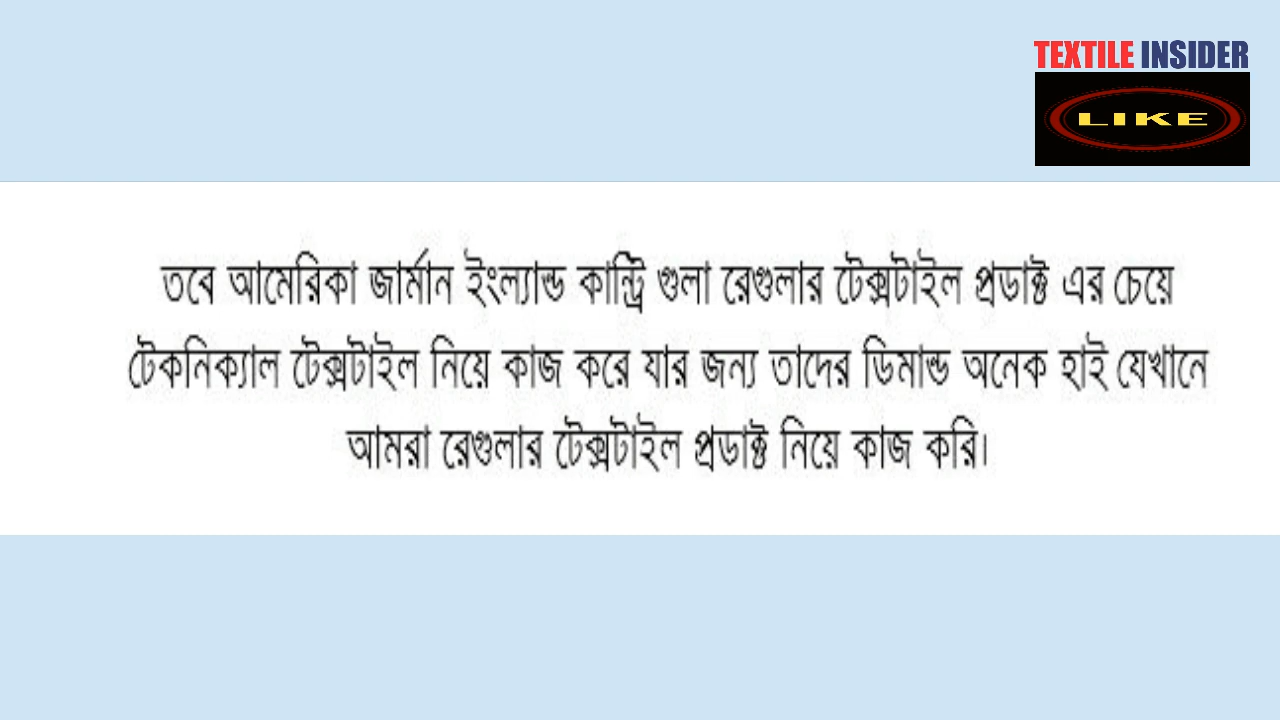 TEXTILE INSIDER
LIKE
তবে আমেরিকা জার্মান ইংল্যান্ড কান্ট্রি গুলা রেগুলার টেক্সটাইল প্রডাক্ট এর চেয়ে
টেকনিক্যাল টেক্সটাইল নিয়ে কাজ করে যার জন্য তাদের ডিমান্ড অনেক হাই যেখানে
আমরা রেগুলার টেক্সটাইল প্রডাক্ট নিয়ে কাজ করি।